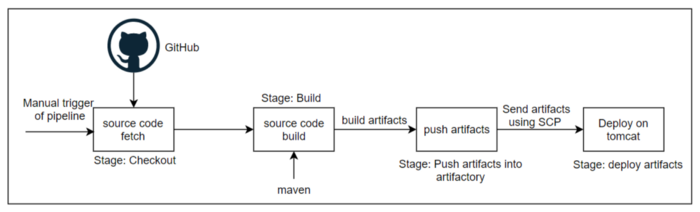 GitHub
Manual trigger
of pipeline
source code
fetch
Stage: Checkout
Stage: Build
source code
build
maven
build artifacts
push artifacts
Stage: Push artifacts into
artifactory
Send artifacts
using SCP
Deploy on
tomcat
Stage: deploy artifacts